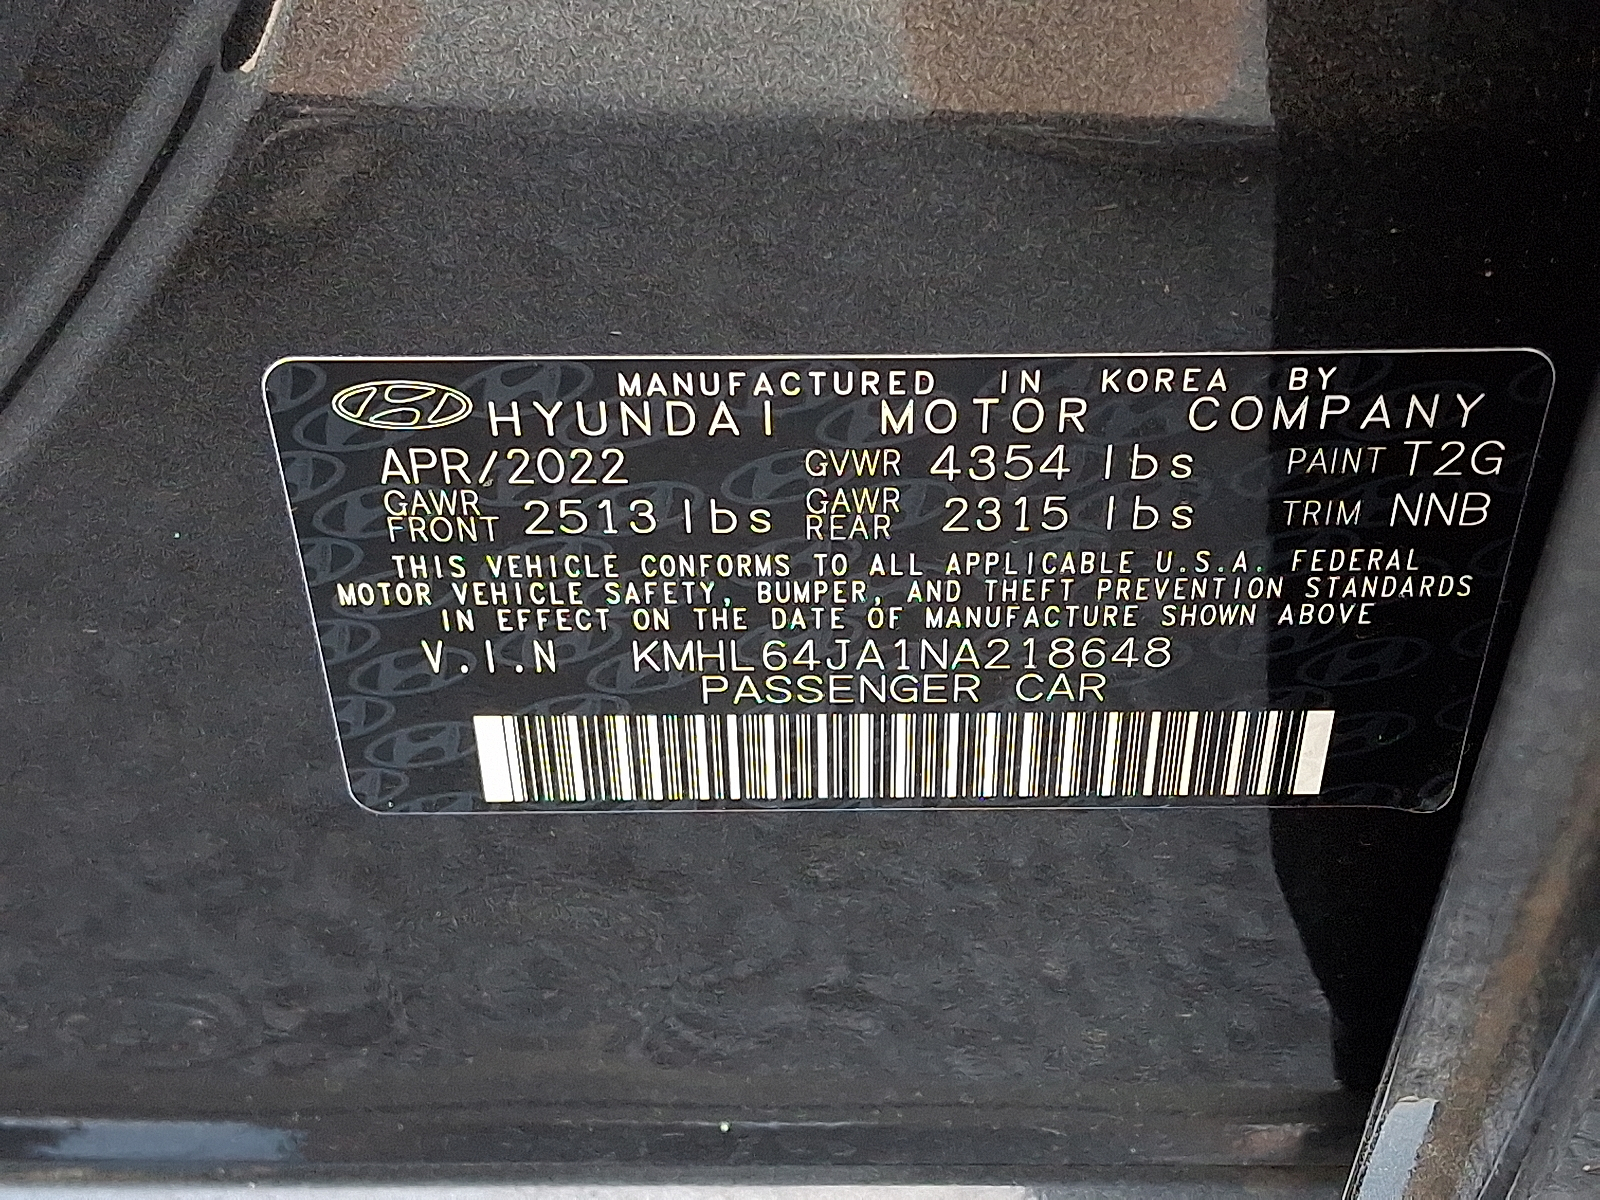 MANUFACTURED IN KOREA BY
HYUNDAI MOTOR COMPANY
APR/2022 GVWR 4354 lbs PAINT T2G
GAWR FRONT 2513 lbs GAWR REAR 2315 lbs TRIM NNB
THIS VEHICLE CONFORMS TO ALL APPLICABLE U.S.A. FEDERAL
MOTOR VEHICLE SAFETY, BUMPER, AND THEFT PREVENTION STANDARDS
IN EFFECT ON THE DATE OF MANUFACTURE SHOWN ABOVE
V.I.N KMHL64JA1NA218648
PASSENGER CAR